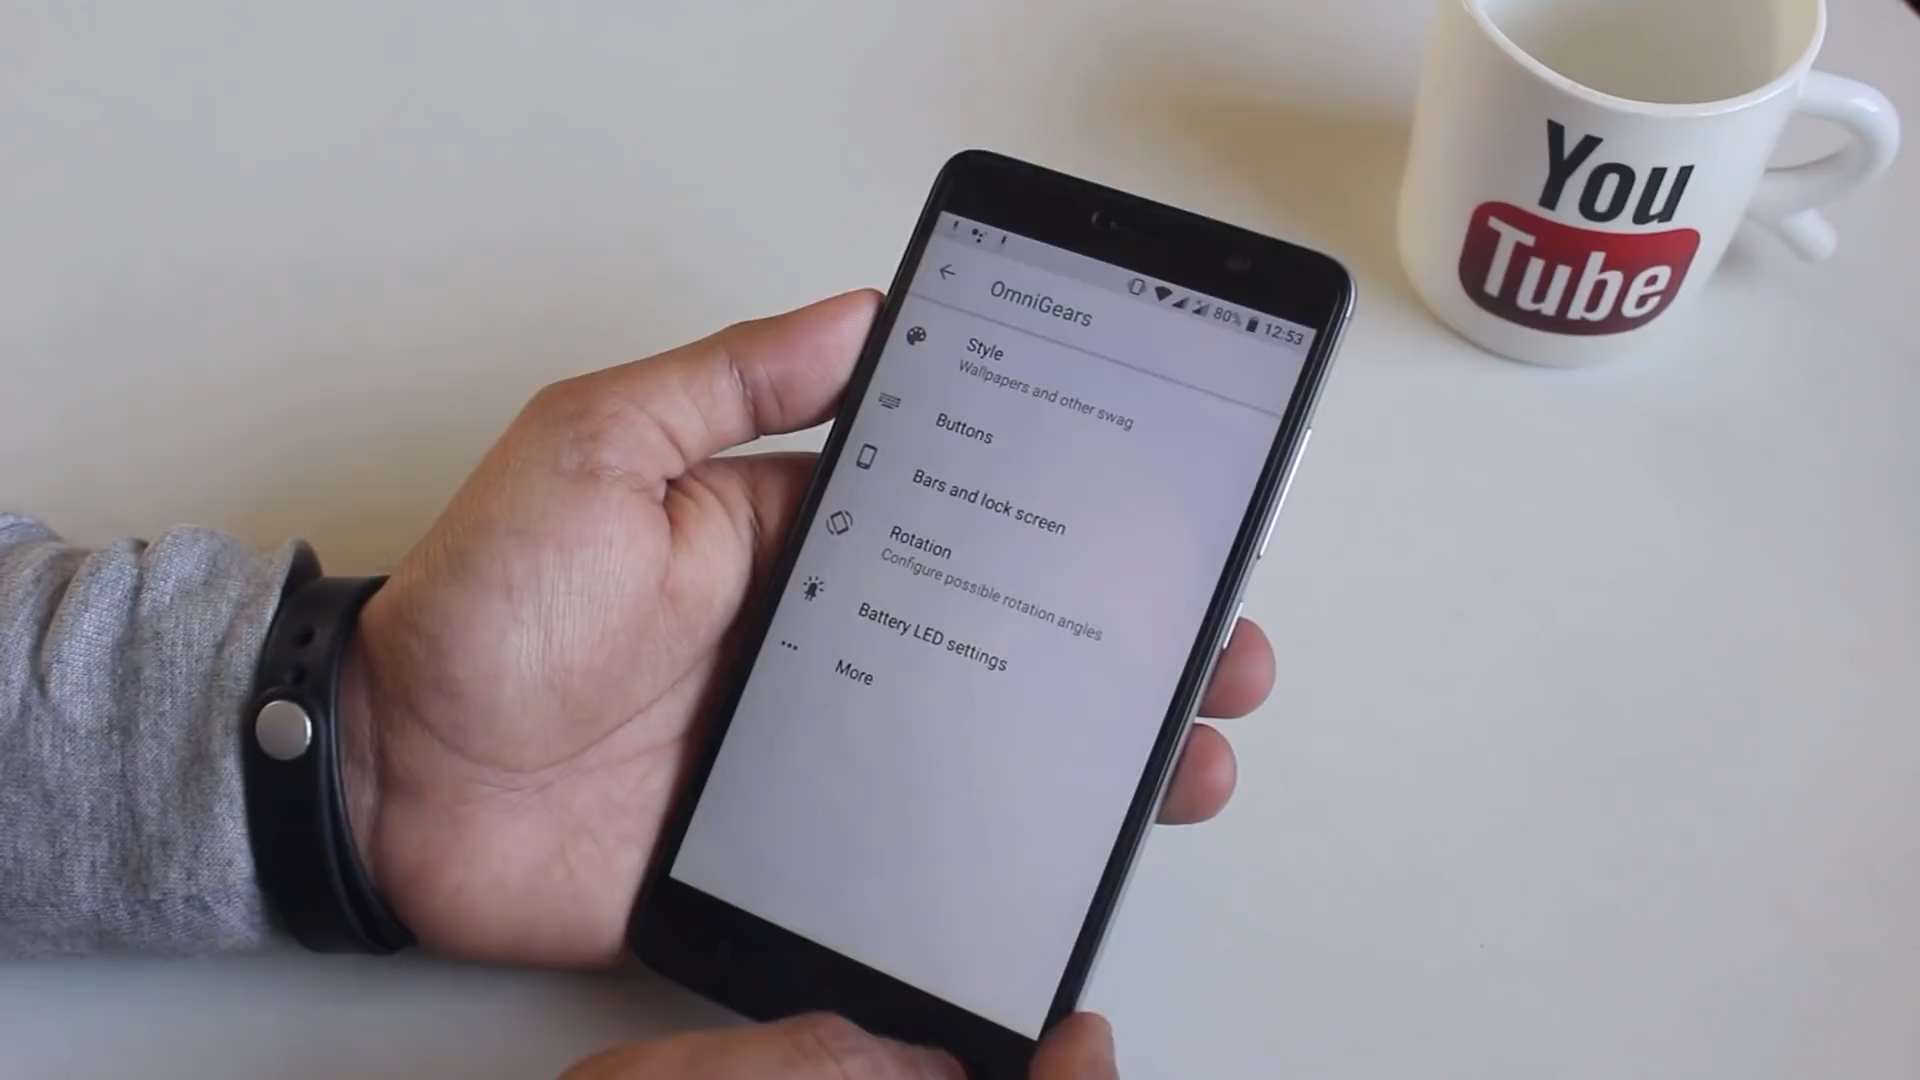 80% 12:53
OmniGears
Style
Wallpapers and other swag
Buttons
Bars and lock screen
Rotation
Configure possible rotation angles
Battery LED settings
More
You
Tube